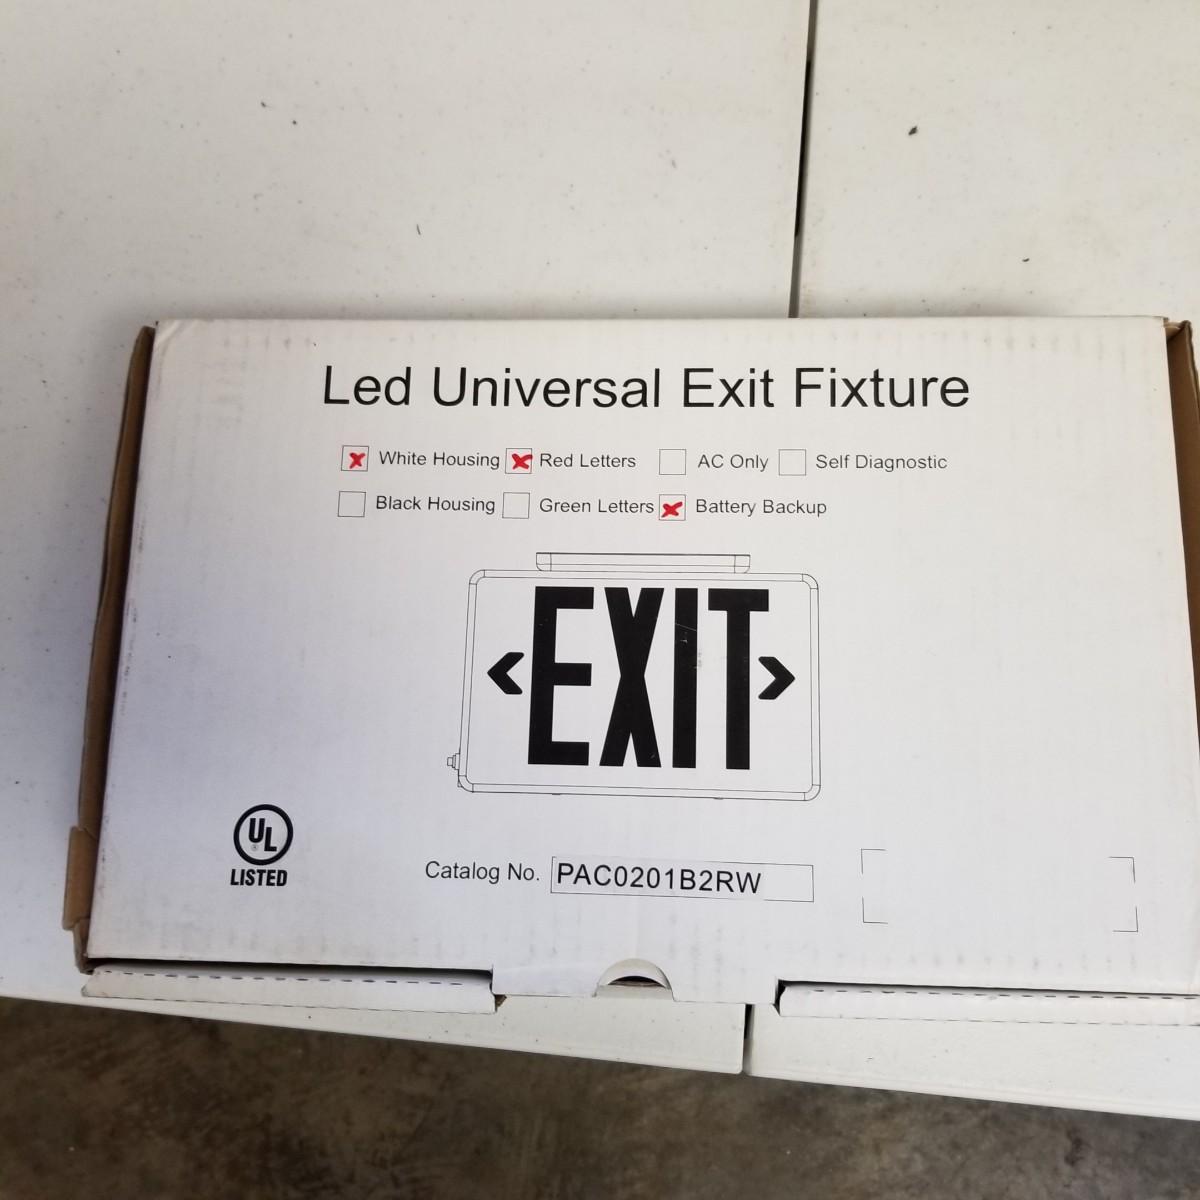 Led Universal Exit Fixture
White Housing Red Letters AC Only Self Diagnostic
Black Housing Green Letters Battery Backup
EXIT
UL
®
LISTED
Catalog No. PAC0201B2RW